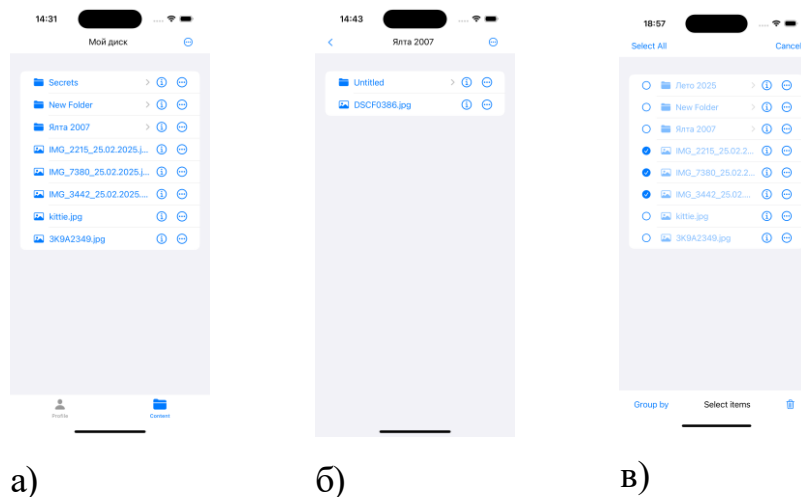 14:31
Мой диск
Secrets
New Folder
Ялта 2007
IMG_2215_25.02.2025.j...
IMG_7380_25.02.2025.j...
IMG_3442_25.02.2025....
kittie.jpg
3K9A2349.jpg
Profile
Content
а)
14:43
Ялта 2007
Untitled
DSCF0386.jpg
б)
18:57
Select All
Cancel
Лето 2025
New Folder
Ялта 2007
IMG_2215_25.02.2...
IMG_7380_25.02.2...
IMG_3442_25.02....
kittie.jpg
3K9A2349.jpg
Group by
Select items
в)